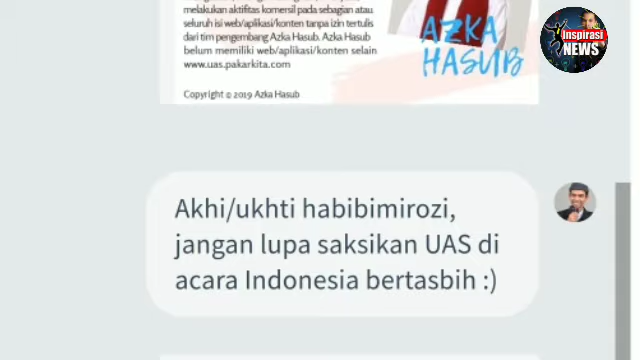 melakukan aktifitas komersil pada sebagian atau
seluruh isi web/aplikasi/konten tanpa izin tertulis
dari tim pengembang Azka Hasub. Azka Hasub
belum memiliki web/aplikasi/konten selain
www.uas.pakarkita.com
Copyright © 2019 Azka Hasub
AZKA
HASUB
Inspirasi
NEWS
Akhi/ukhti habibimirozi,
jangan lupa saksikan UAS di
acara Indonesia bertasbih :)